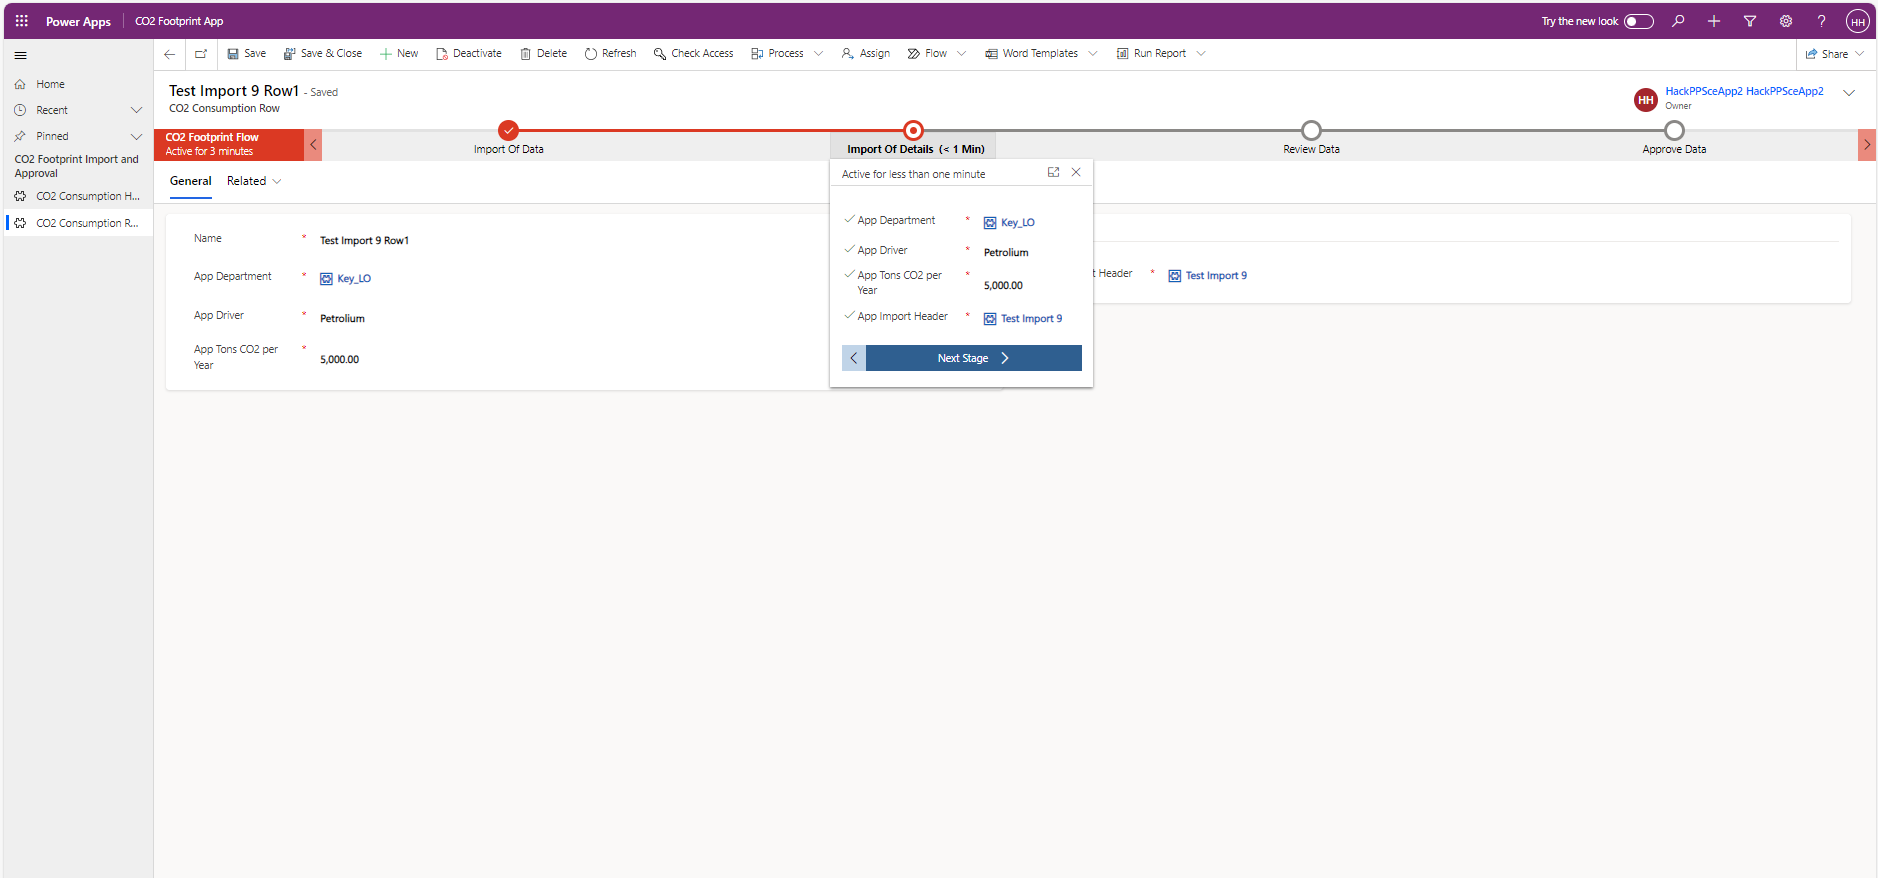 Power Apps
CO2 Footprint App
Try the new look
HH
Save
Save & Close
New
Deactivate
Delete
Refresh
Check Access
Process
Assign
Flow
Word Templates
Run Report
Share
Home
Recent
Pinned
CO2 Footprint Import and
Approval
CO2 Consumption H...
CO2 Consumption R...
Test Import 9 Row1 - Saved
CO2 Consumption Row
HH
HackPPSceApp2 HackPPSceApp2
Owner
CO2 Footprint Flow
Active for 3 minutes
Import Of Data
Import Of Details (< 1 Min)
Review Data
Approve Data
General
Related
Active for less than one minute
App Department * Key_LO
App Driver * Petrolium
App Tons CO2 per
Year
* 5,000.00
App Import Header * Test Import 9
Next Stage
Name * Test Import 9 Row1
App Department * Key_LO
App Driver * Petrolium
App Tons CO2 per
Year
* 5,000.00
t Header * Test Import 9